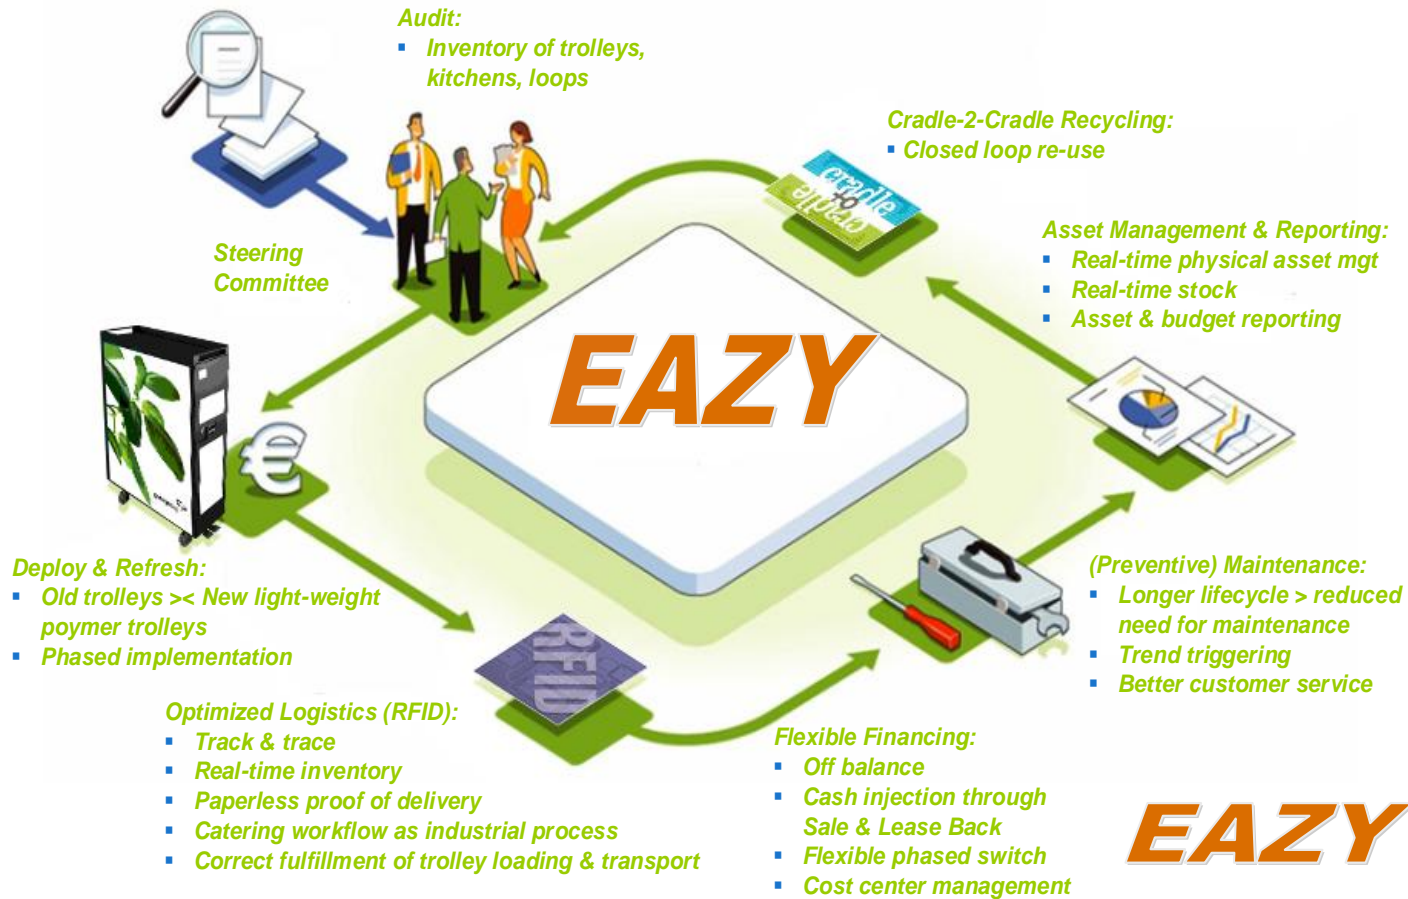 Audit:
▪ Inventory of trolleys,
kitchens, loops
Cradle-2-Cradle Recycling:
▪ Closed loop re-use
cradle
to
cradle
Asset Management & Reporting:
▪ Real-time physical asset mgt
▪ Real-time stock
▪ Asset & budget reporting
Steering
Committee
EAZY
€
Deploy & Refresh:
▪ Old trolleys >< New light-weight
poymer trolleys
▪ Phased implementation
(Preventive) Maintenance:
▪ Longer lifecycle > reduced
need for maintenance
▪ Trend triggering
▪ Better customer service
RFID
Optimized Logistics (RFID):
▪ Track & trace
▪ Real-time inventory
▪ Paperless proof of delivery
▪ Catering workflow as industrial process
▪ Correct fulfillment of trolley loading & transport
Flexible Financing:
▪ Off balance
▪ Cash injection through
Sale & Lease Back
▪ Flexible phased switch
▪ Cost center management
EAZY